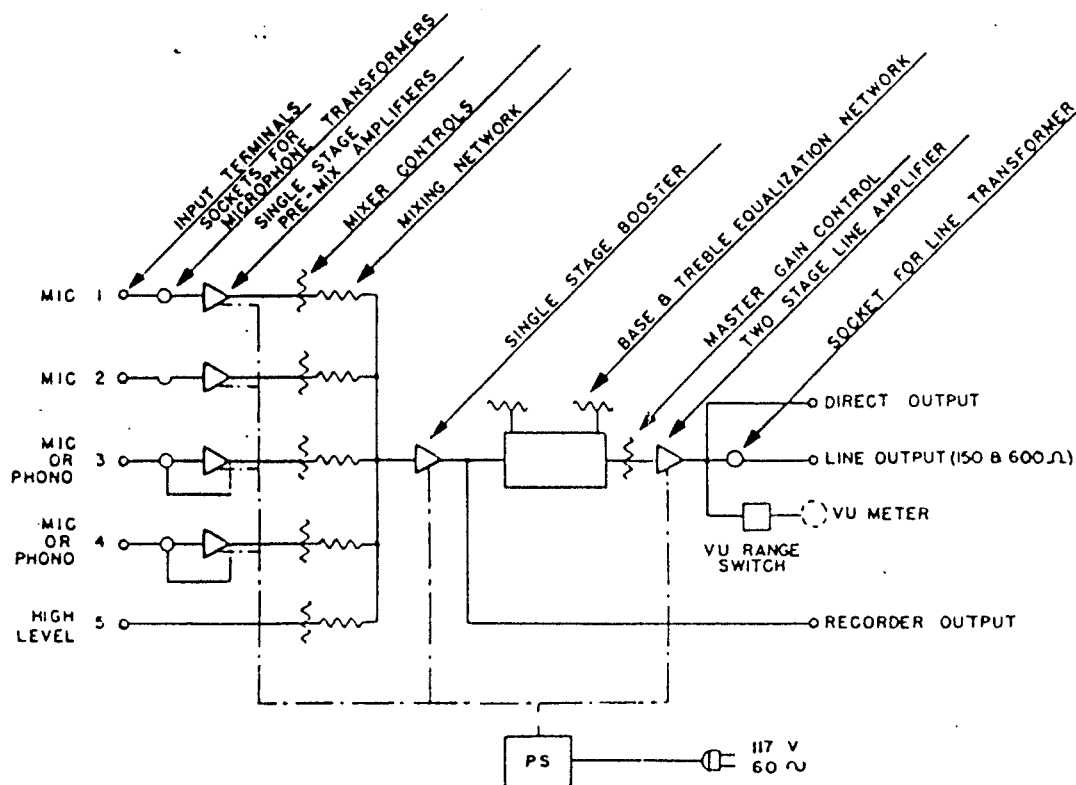 INPUT TERMINALS
SOCKETS FOR
MICROPHONE TRANSFORMERS
SINGLE STAGE
PRE-MIX AMPLIFIERS
MIXER CONTROLS
MIXING NETWORK
SINGLE STAGE BOOSTER
BASE & TREBLE EQUALIZATION NETWORK
MASTER GAIN CONTROL
TWO STAGE LINE AMPLIFIER
SOCKET FOR LINE TRANSFORMER
MIC 1
MIC 2
MIC
OR 3
PHONO
MIC
OR 4
PHONO
HIGH 5
LEVEL
DIRECT OUTPUT
LINE OUTPUT (150 & 600 Ω)
VU METER
VU RANGE
SWITCH
RECORDER OUTPUT
PS
117 V
60 ~